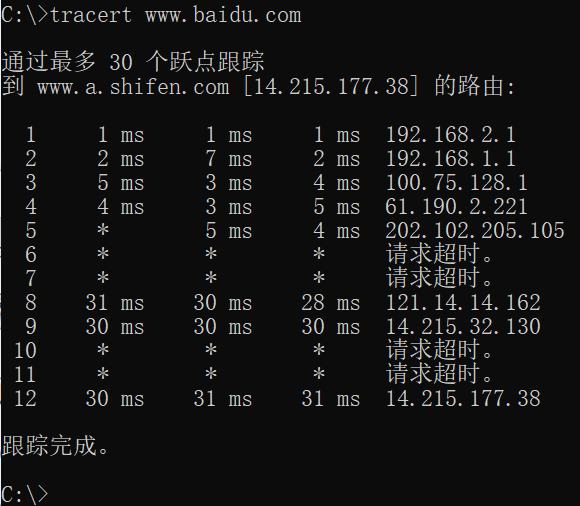 C:\>tracert www.baidu.com
通过最多 30 个跃点跟踪
到 www.a.shifen.com [14.215.177.38] 的路由:
1 1 ms 1 ms 1 ms 192.168.2.1
2 2 ms 7 ms 2 ms 192.168.1.1
3 5 ms 3 ms 4 ms 100.75.128.1
4 4 ms 3 ms 5 ms 61.190.2.221
5 * 5 ms 4 ms 202.102.205.105
6 * * * 请求超时。
7 * * * 请求超时。
8 31 ms 30 ms 28 ms 121.14.14.162
9 30 ms 30 ms 30 ms 14.215.32.130
10 * * * 请求超时。
11 * * * 请求超时。
12 30 ms 31 ms 31 ms 14.215.177.38
跟踪完成。
C:\>